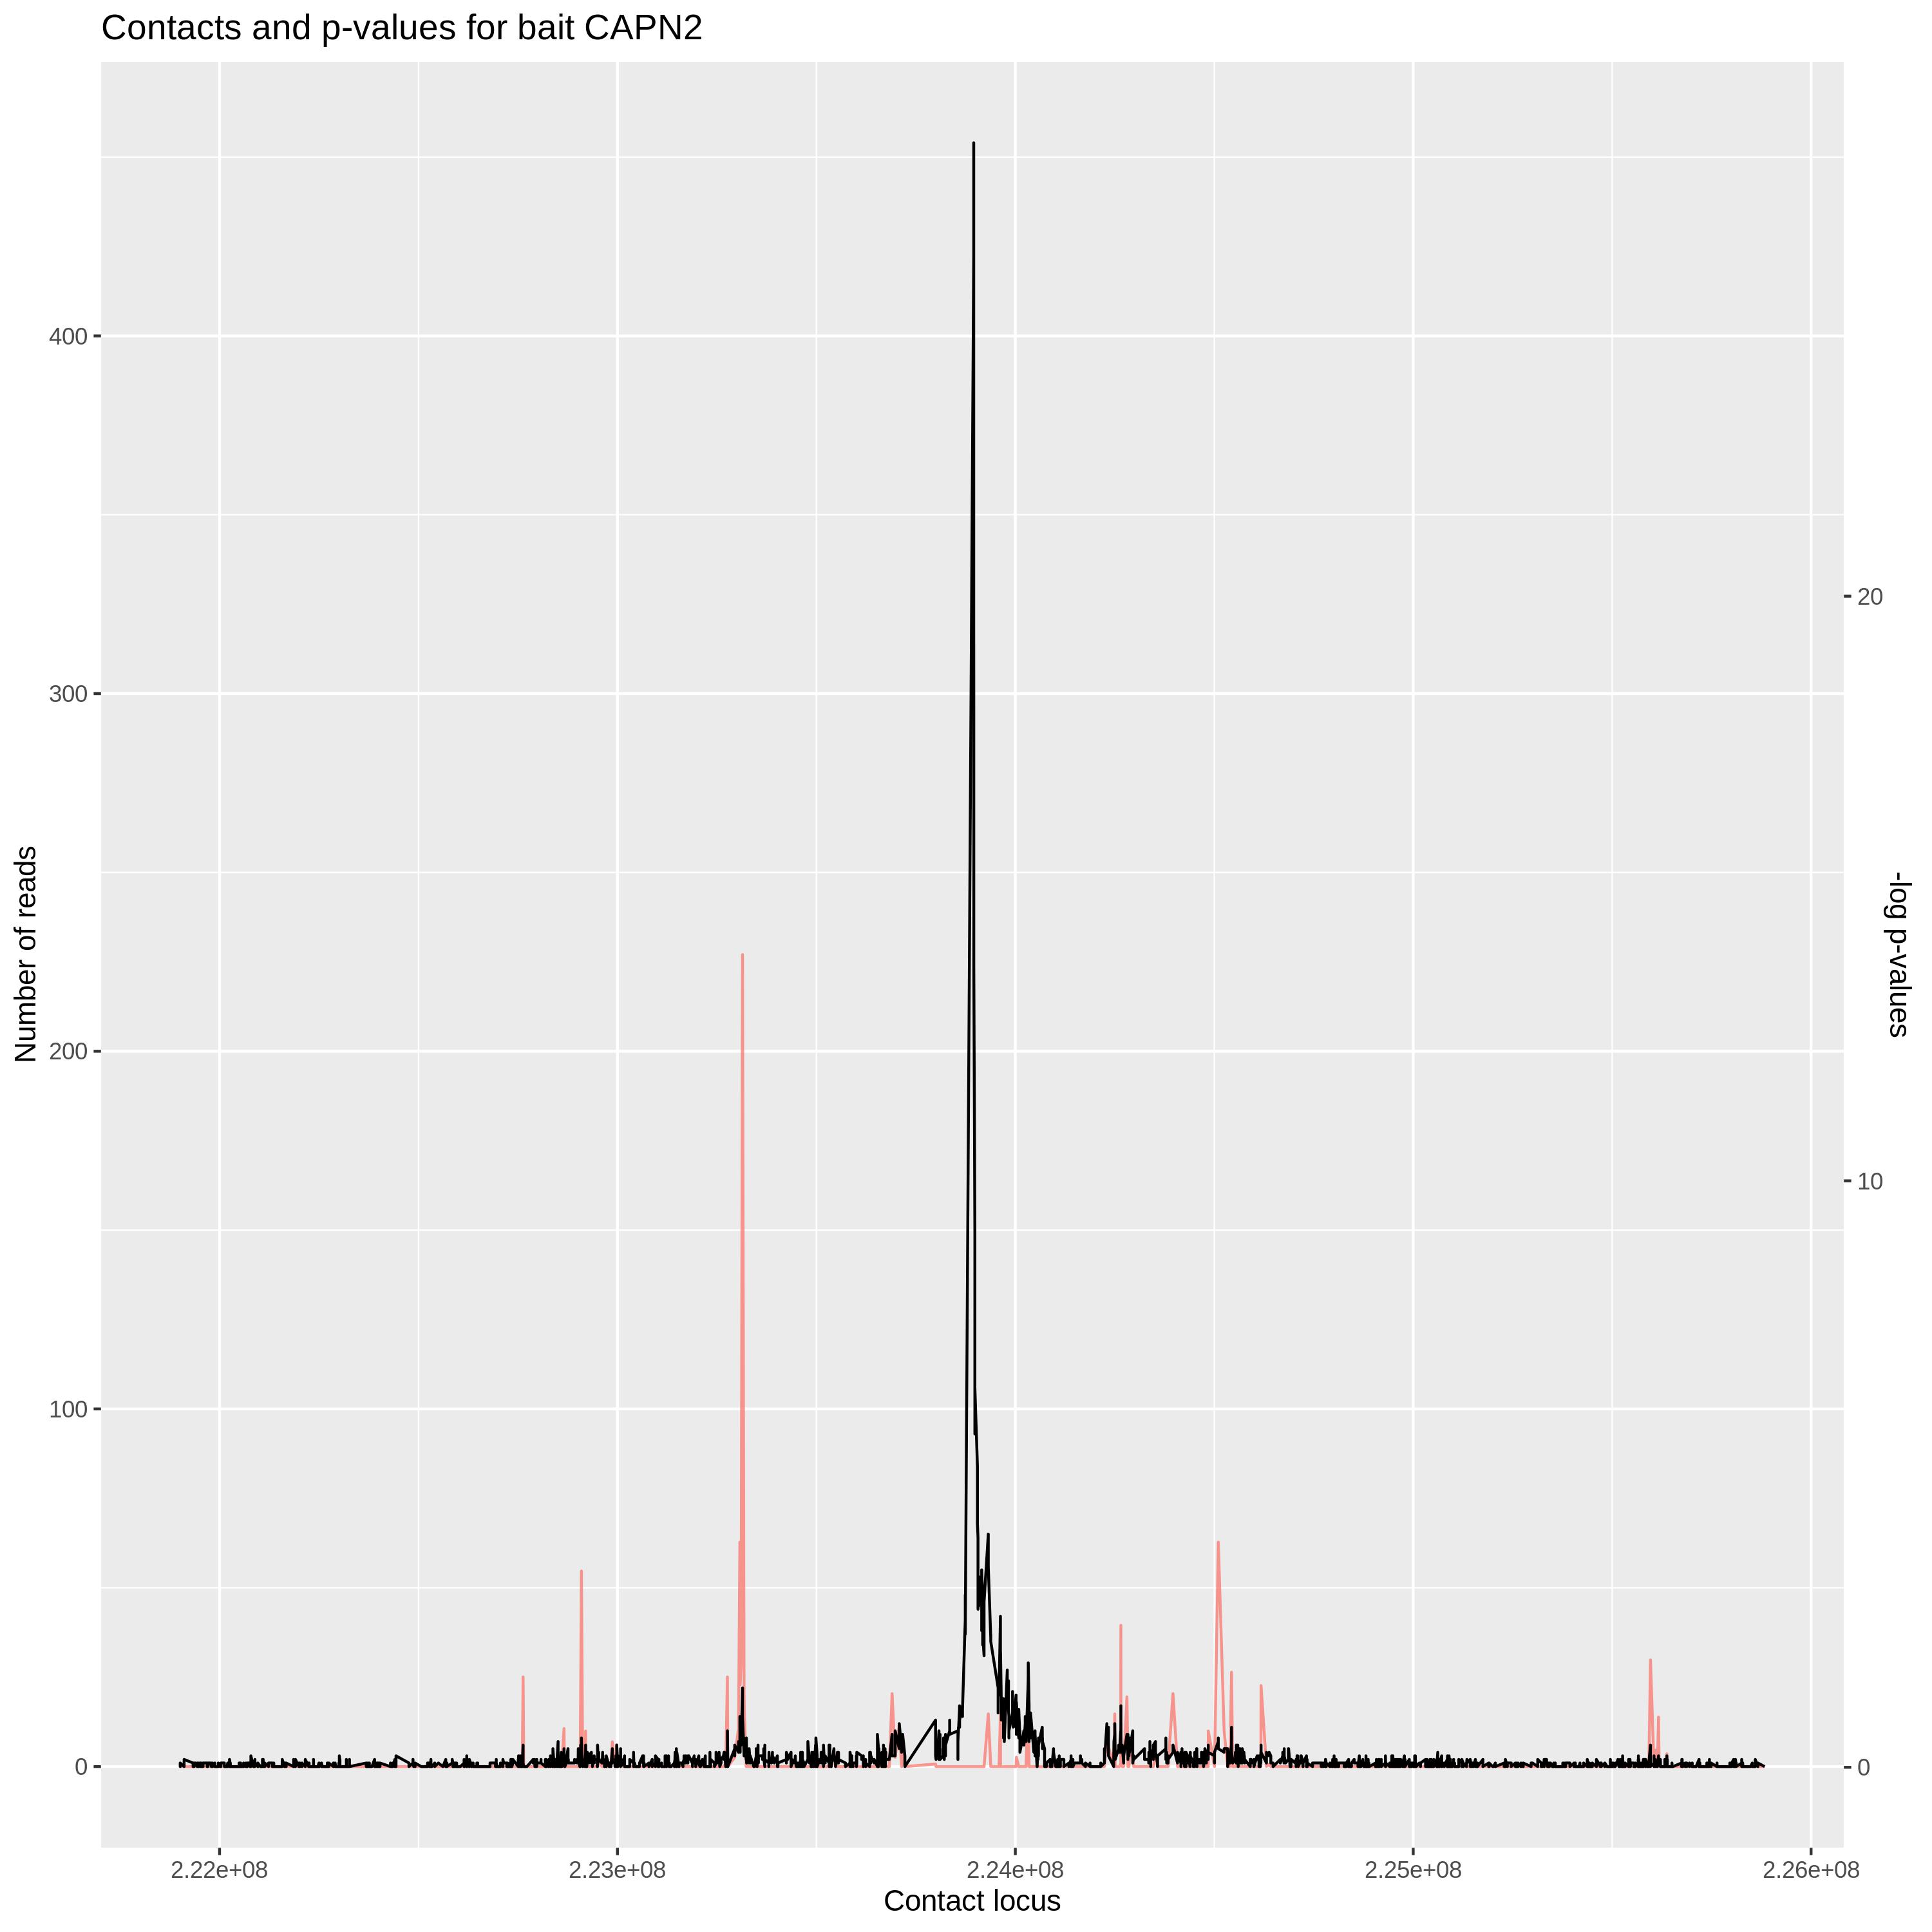 Contacts and p-values for bait CAPN2
Number of reads
400
300
200
100
0
20
10
0
-log p-values
2.22e+08 2.23e+08 2.24e+08 2.25e+08 2.26e+08
Contact locus